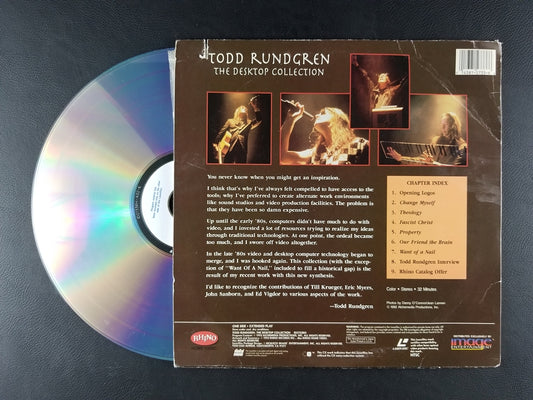 TODD RUNDGREN
THE DESKTOP COLLECTION
You never know when you might get an inspiration.
I think that's why I've always felt compelled to have access to the
tools; why I've preferred to create alternate work environments
like sound studios and video production facilities. The problem is
that they have been so damn expensive.
Up until the early '80s, computers didn't have much to do with
video, and I invested a lot of resources trying to realize my ideas
through traditional technologies. At one point, the ordeal became
too much, and I swore off video altogether.
In the late '80s video and desktop computer technology began to
merge, and I was hooked again. This collection (with the exception
of "Want Of A Nail," included to fill a historical gap) is the
result of my recent work with this new technology.
I'd like to recognize the contributions of Till Krueger, Eric Myers,
John Sanborn, and Ed Vigdor to various aspects of the work.
—Todd Rundgren
CHAPTER INDEX
1. Opening Logos
2. Change Myself
3. Theology
4. Fascist Christ
5. Property
6. Our Friend the Brain
7. Want of a Nail
8. Todd Rundgren Interview
9. Rhino Catalog Offer
Color • Stereo • 32 Minutes
RHINO
ONE SIDE • EXTENDED PLAY
NTSC
image
ENTERTAINMENT